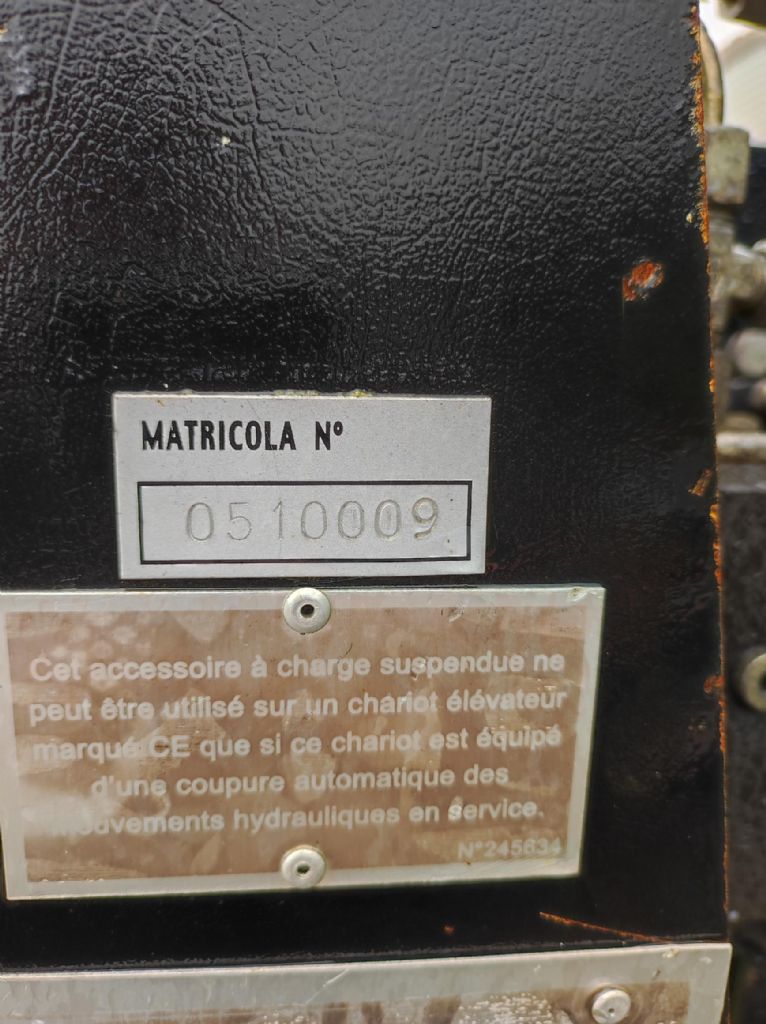 MATRICOLA Nº
0510009
Cet accessoire à charge suspendue ne
peut être utilisé sur un chariot élévateur
marqué CE que si ce chariot est équipé
d'une coupure automatique des
mouvements hydrauliques en service.
N°245634